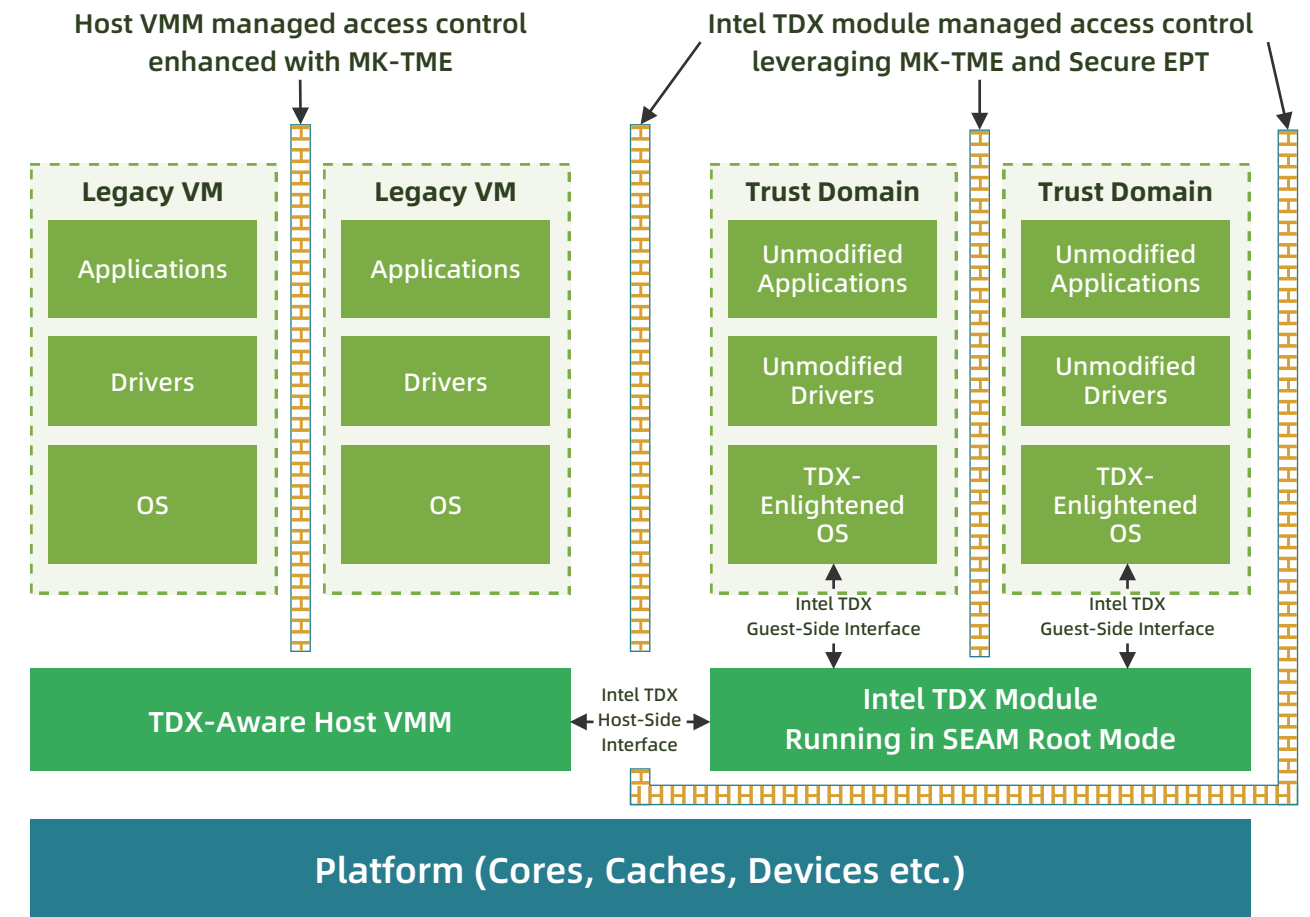 Host VMM managed access control
enhanced with MK-TME
Intel TDX module managed access control
leveraging MK-TME and Secure EPT
Legacy VM
Applications
Drivers
OS
Legacy VM
Applications
Drivers
OS
Trust Domain
Unmodified
Applications
Unmodified
Drivers
TDX-
Enlightened
OS
Trust Domain
Unmodified
Applications
Unmodified
Drivers
TDX-
Enlightened
OS
Intel TDX
Guest-Side Interface
Intel TDX
Guest-Side Interface
TDX-Aware Host VMM
Intel TDX
Host-Side
Interface
Intel TDX Module
Running in SEAM Root Mode
Platform (Cores, Caches, Devices etc.)